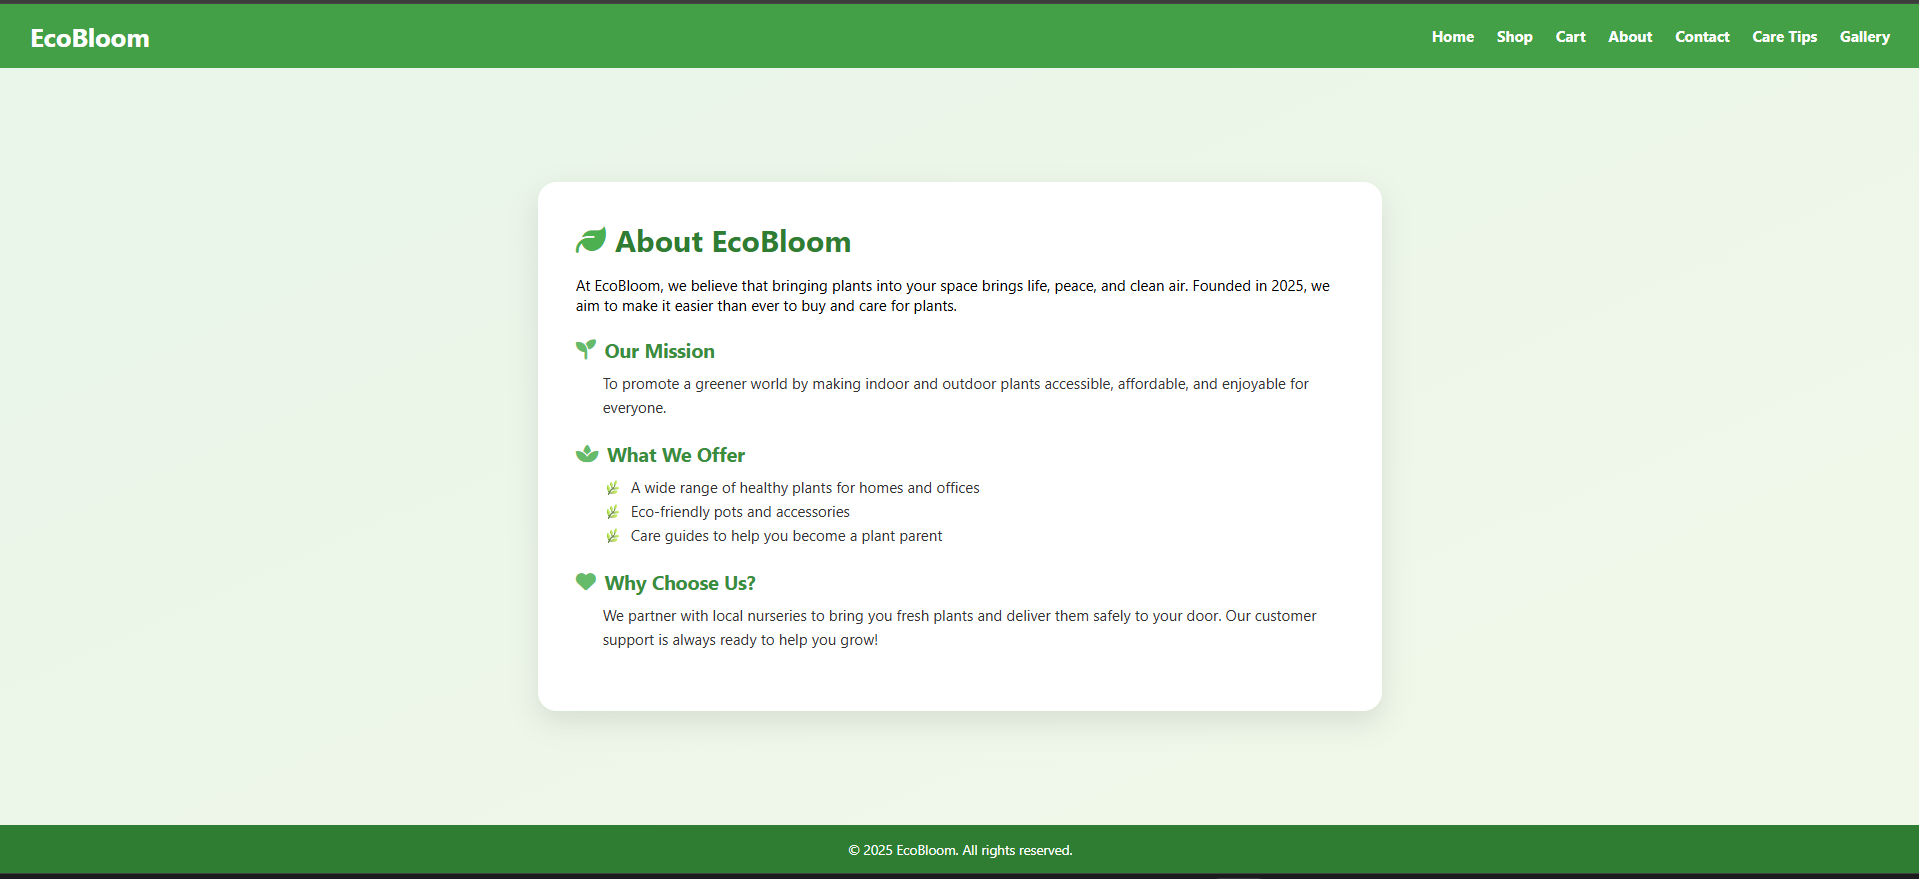 EcoBloom
Home Shop Cart About Contact Care Tips Gallery
About EcoBloom
At EcoBloom, we believe that bringing plants into your space brings life, peace, and clean air. Founded in 2025, we
aim to make it easier than ever to buy and care for plants.
Our Mission
To promote a greener world by making indoor and outdoor plants accessible, affordable, and enjoyable for
everyone.
What We Offer
A wide range of healthy plants for homes and offices
Eco-friendly pots and accessories
Care guides to help you become a plant parent
Why Choose Us?
We partner with local nurseries to bring you fresh plants and deliver them safely to your door. Our customer
support is always ready to help you grow!
© 2025 EcoBloom. All rights reserved.